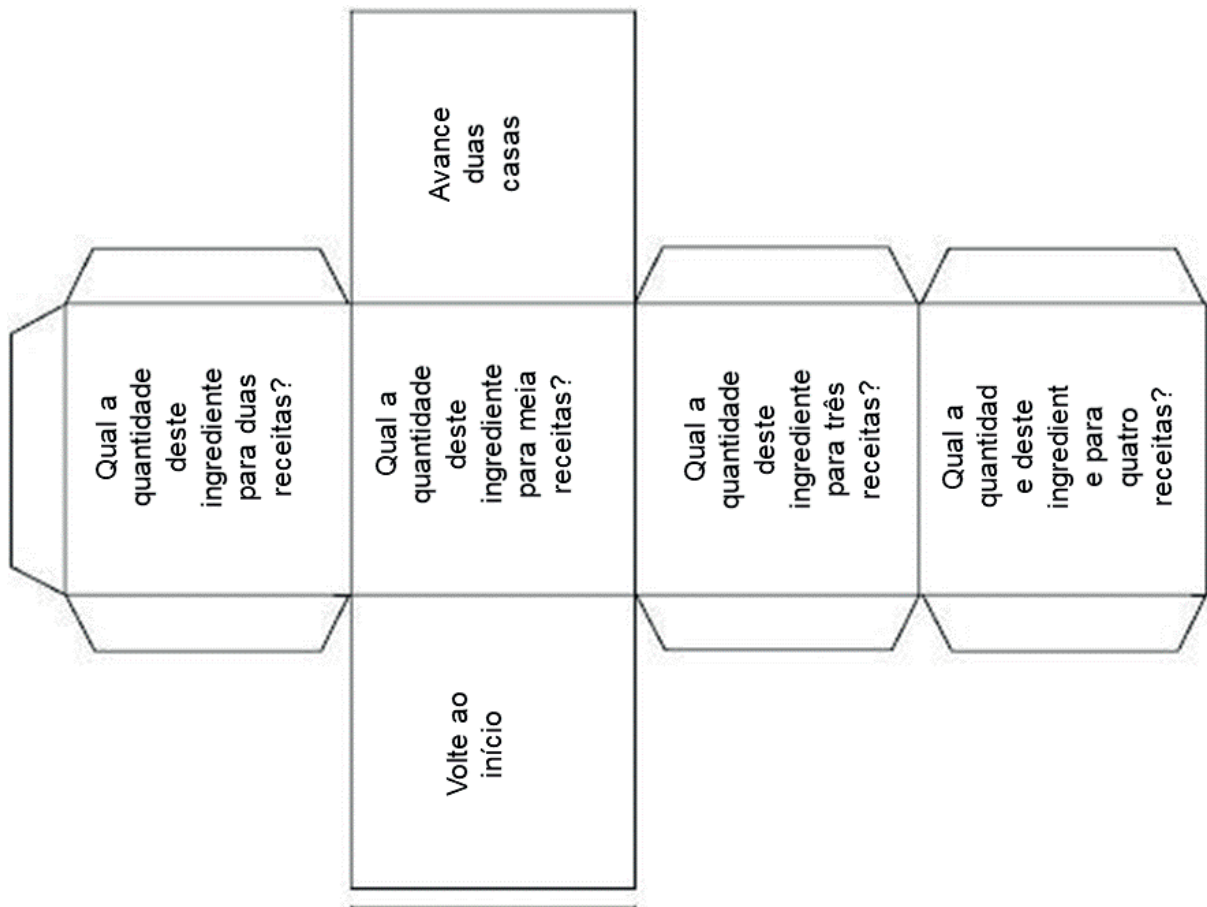 Avance
duas
casas
Qual a
quantidade
deste
ingrediente
para duas
receitas?
Qual a
quantidade
deste
ingrediente
para meia
receitas?
Qual a
quantidade
deste
ingrediente
para três
receitas?
Qual a
quantidad
e deste
ingredient
e para
quatro
receitas?
Volte ao
início